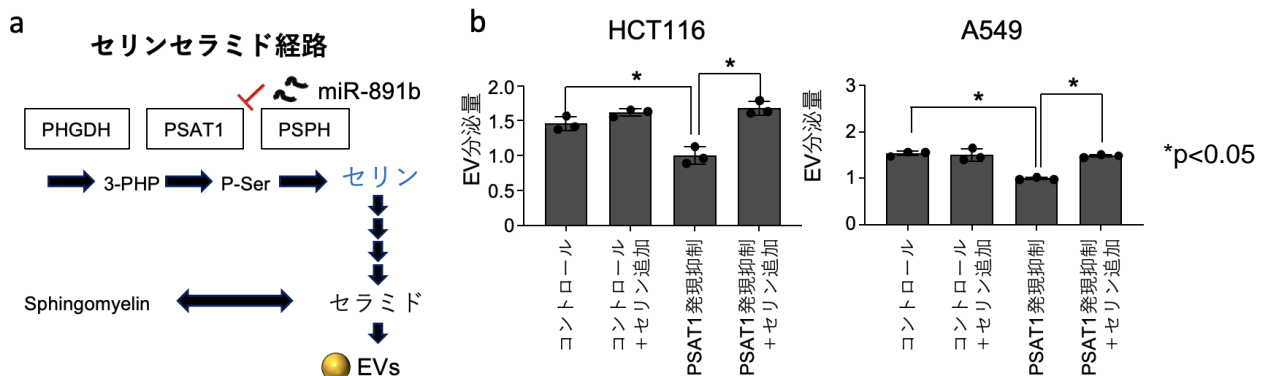 a
セリンセラミド経路
miR-891b
PHGDH
PSAT1
PSPH
3-PHP
P-Ser
セリン
Sphingomyelin
セラミド
EVs
b
HCT116
EV分泌量
2.0
1.5
1.0
0.5
0
*
*
コントロール
コントロール
+セリン追加
PSAT1発現抑制
PSAT1発現抑制
+セリン追加
A549
EV分泌量
3
2
1
0
*
*
コントロール
コントロール
+セリン追加
PSAT1発現抑制
PSAT1発現抑制
+セリン追加
*p<0.05